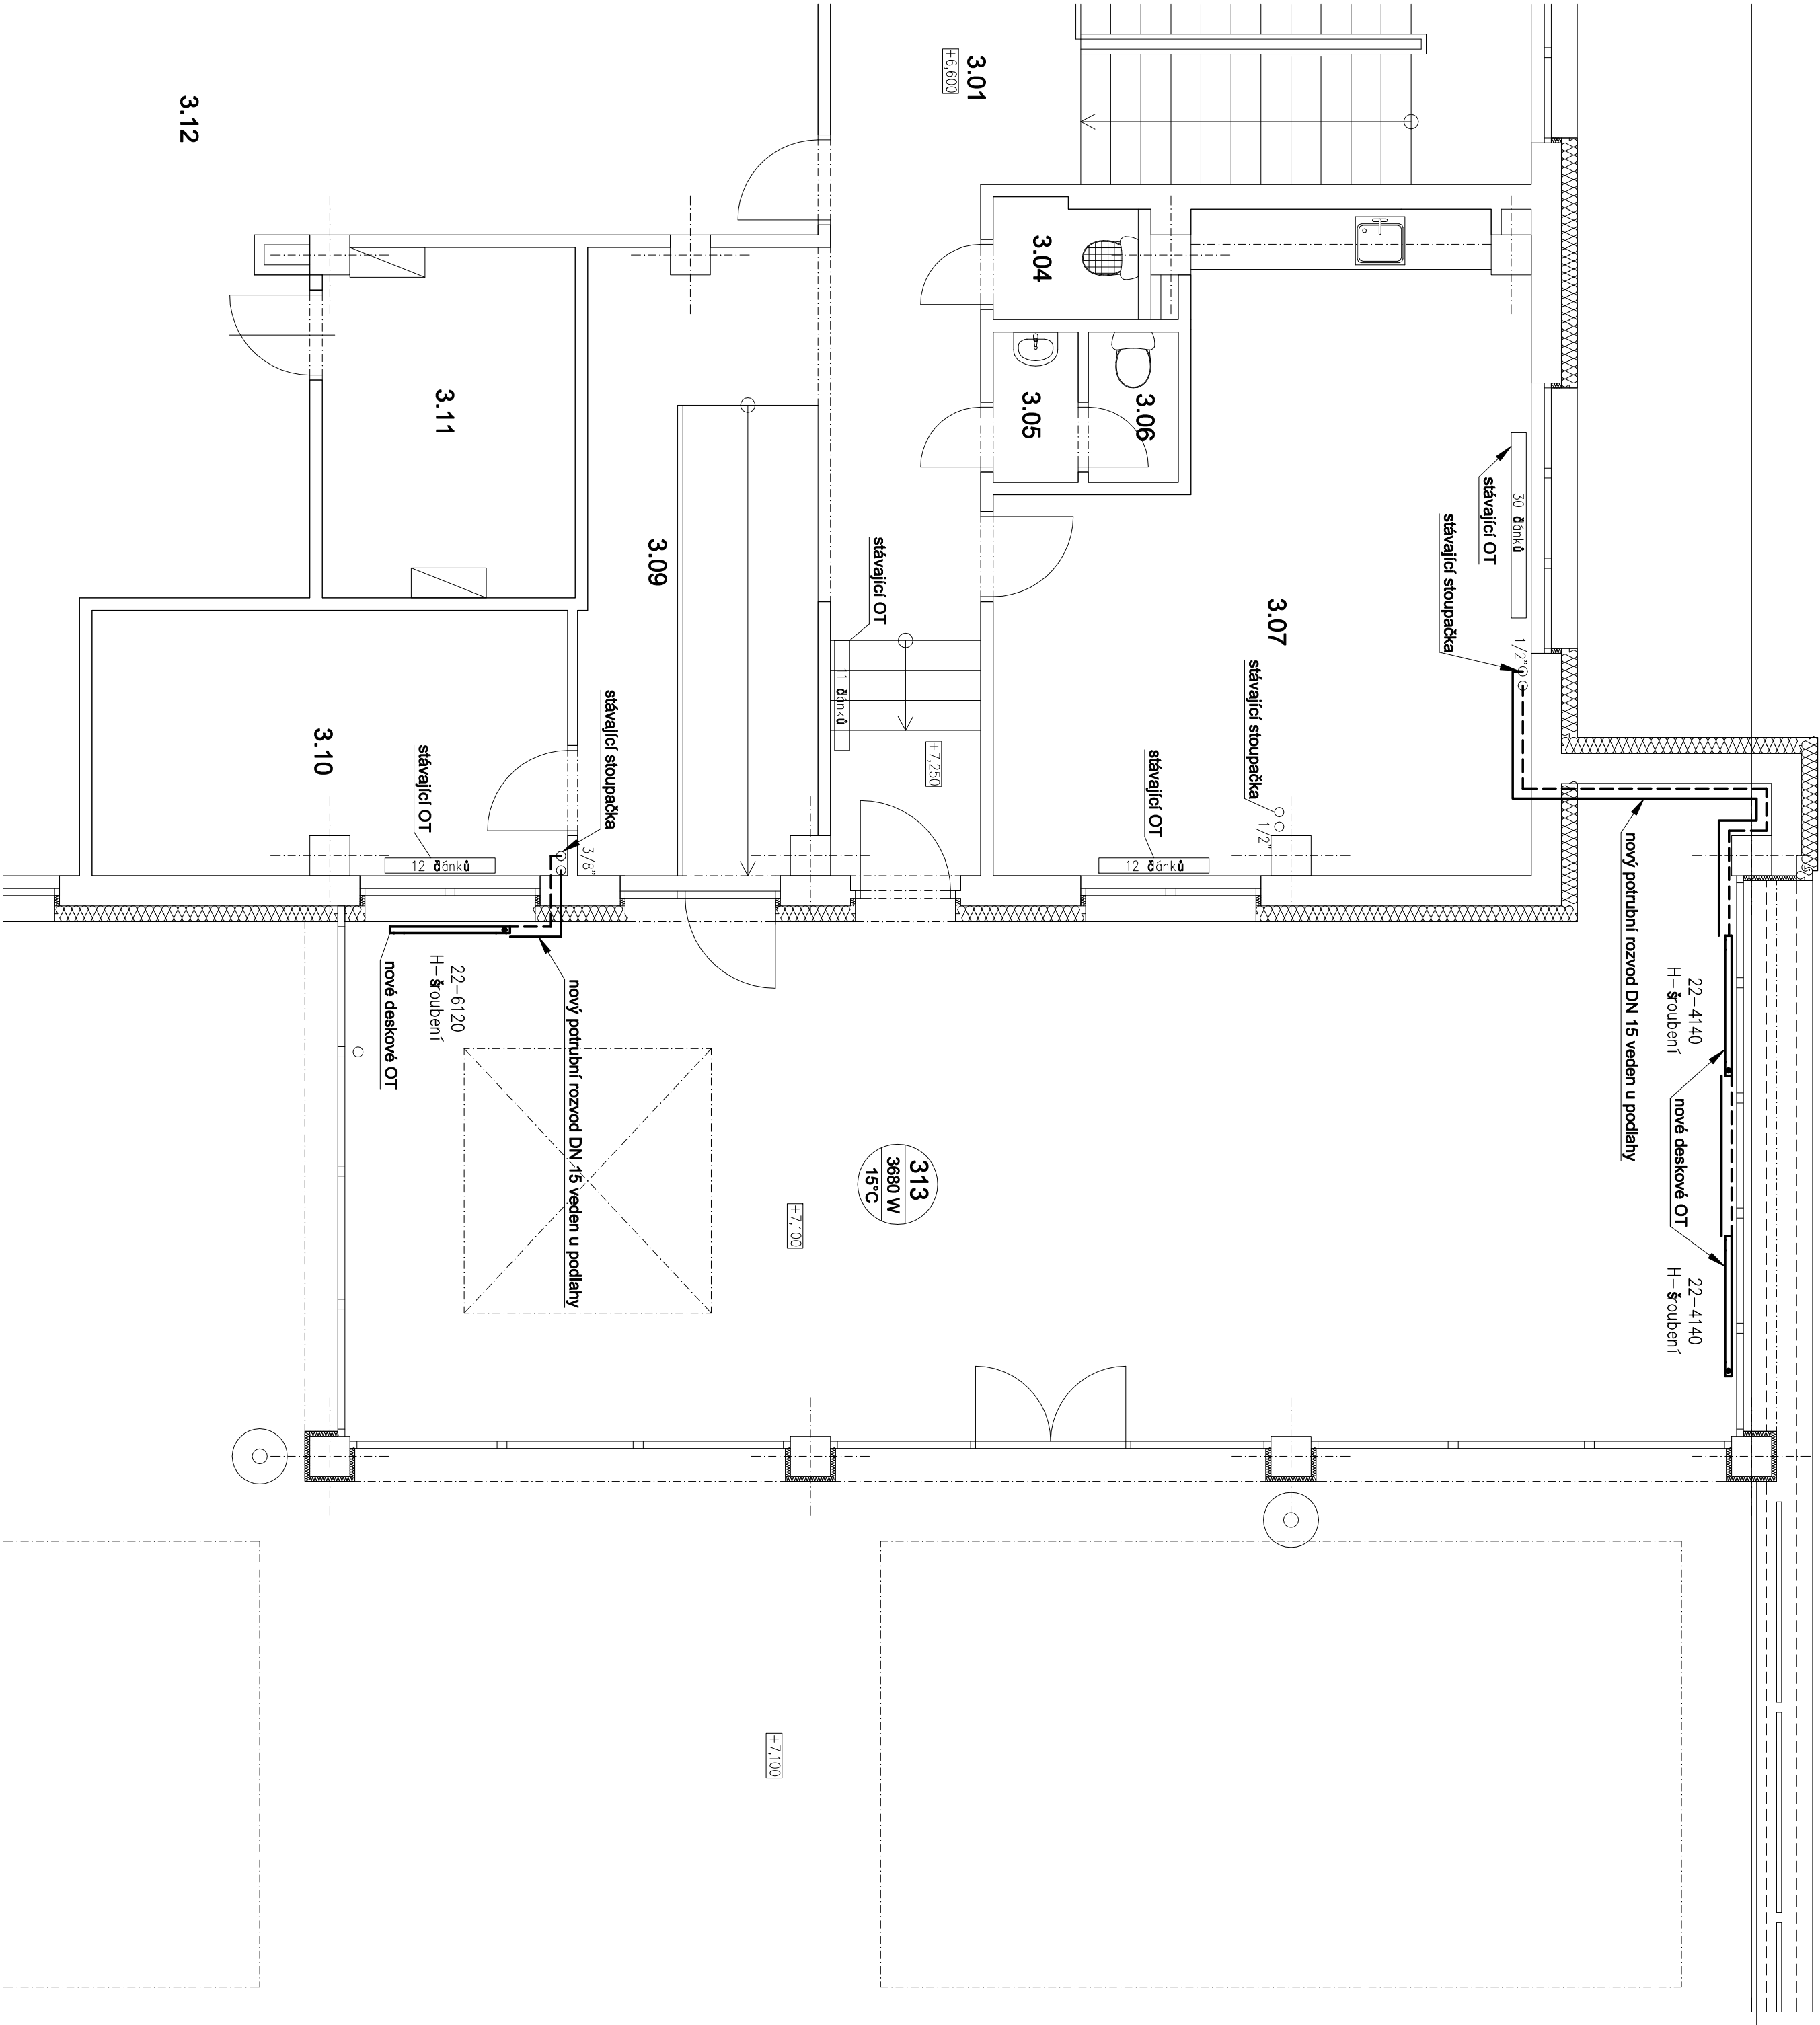 22-4140
H-šroubení
22-4140
H-šroubení
nové deskové OT
nový potrubní rozvod DN 15 veden u podlahy
30 článků
1/2"
stávající OT
stávající stoupačka
3.07
1/2"
stávající stoupačka
12 článků
stávající OT
3.06
3.04
3.05
3.01
+6,600
+7,250
313
3680 W
15°C
stávající OT
11 článků
+7,100
+7,100
3.09
stávající stoupačka
3/8"
nový potrubní rozvod DN 15 veden u podlahy
22-6120
H-šroubení
nové deskové OT
3.11
12 článků
stávající OT
3.10
3.12